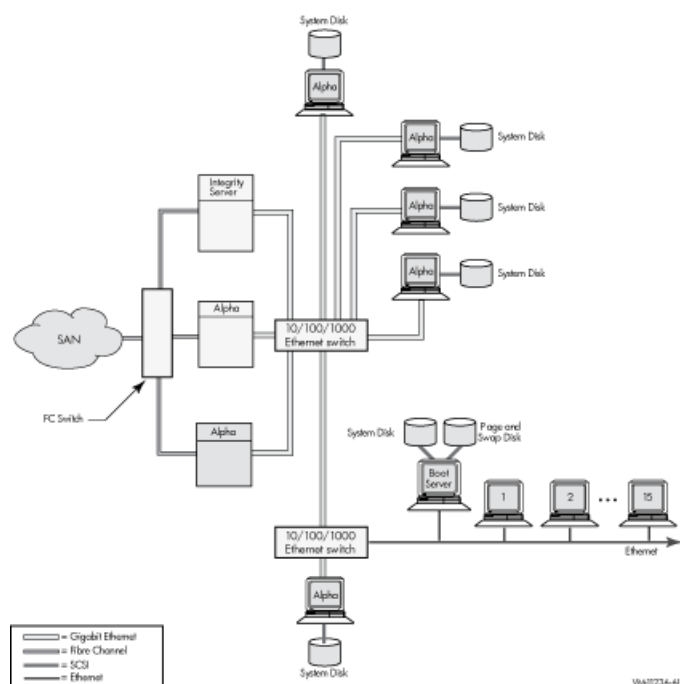 System Disk
Alpha
Alpha
System Disk
Integrity
Server
Alpha
System Disk
Alpha
System Disk
Alpha
10/100/1000
Ethernet switch
SAN
FC Switch
Alpha
System Disk
Page and
Swap Disk
Boot
Server
1
2
•••
15
10/100/1000
Ethernet switch
Ethernet
Alpha
System Disk
= Gigabit Ethernet
= Fibre Channel
= SCSI
= Ethernet